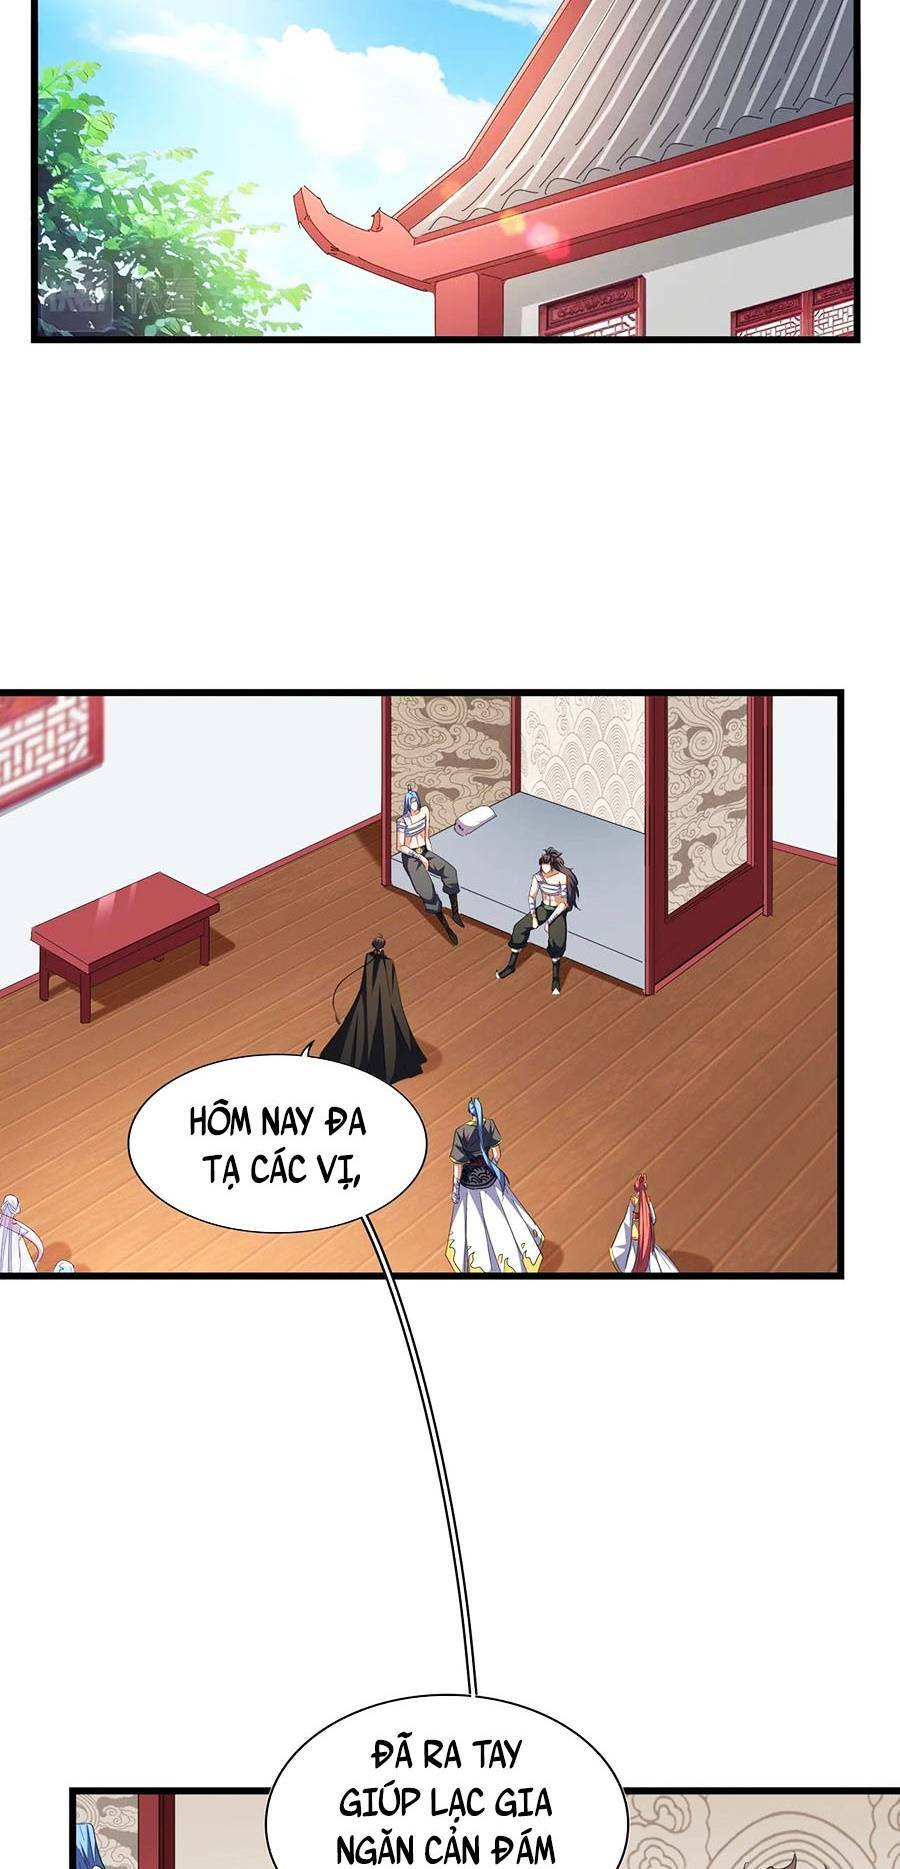 HÔM NAY ĐA
TẠ CÁC VỊ,
ĐÃ RA TAY
GIÚP LẠC GIA
NGĂN CẢN ĐÁM